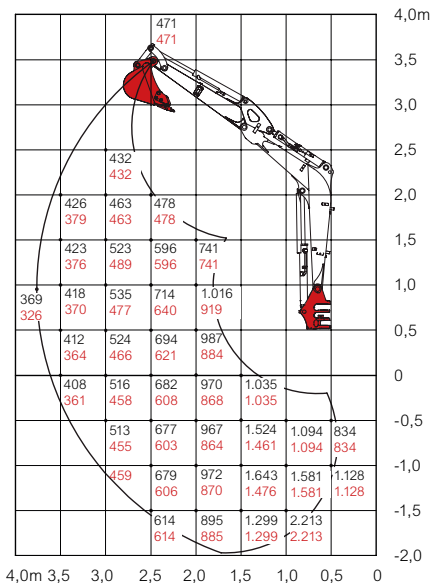 471
4,0m
471
3,5
3,0
432
2,5
432
426 463 478
2,0
379 463 478
423 523 596 741
1,5
376 489 596 741
369 418 535 714 1.016
1,0
326 370 477 640 919
412 524 694 987
0,5
364 466 621 884
408 516 682 970 1.035
0
361 458 608 868 1.035
513 677 967 1.524 1.094 834
-0,5
455 603 864 1.461 1.094 834
459 679 972 1.643 1.581 1.128
-1,0
606 870 1.476 1.581 1.128
614 895 1.299 2.213
-1,5
614 885 1.299 2.213
-2,0
4,0m 3,5 3,0 2,5 2,0 1,5 1,0 0,5 0